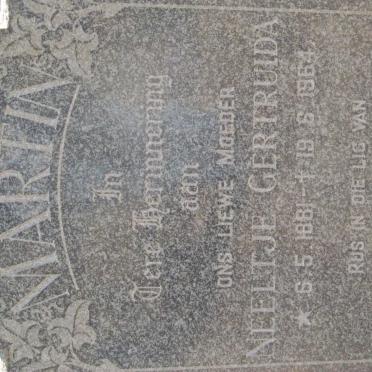 MARTIN
In
Tere Herinnering
aan
ONS LIEWE MOEDER
NEELTJE GERTRUIDA
★ 6.5.1881 – † 19.6.1964.
RUS IN DIE LIG VAN